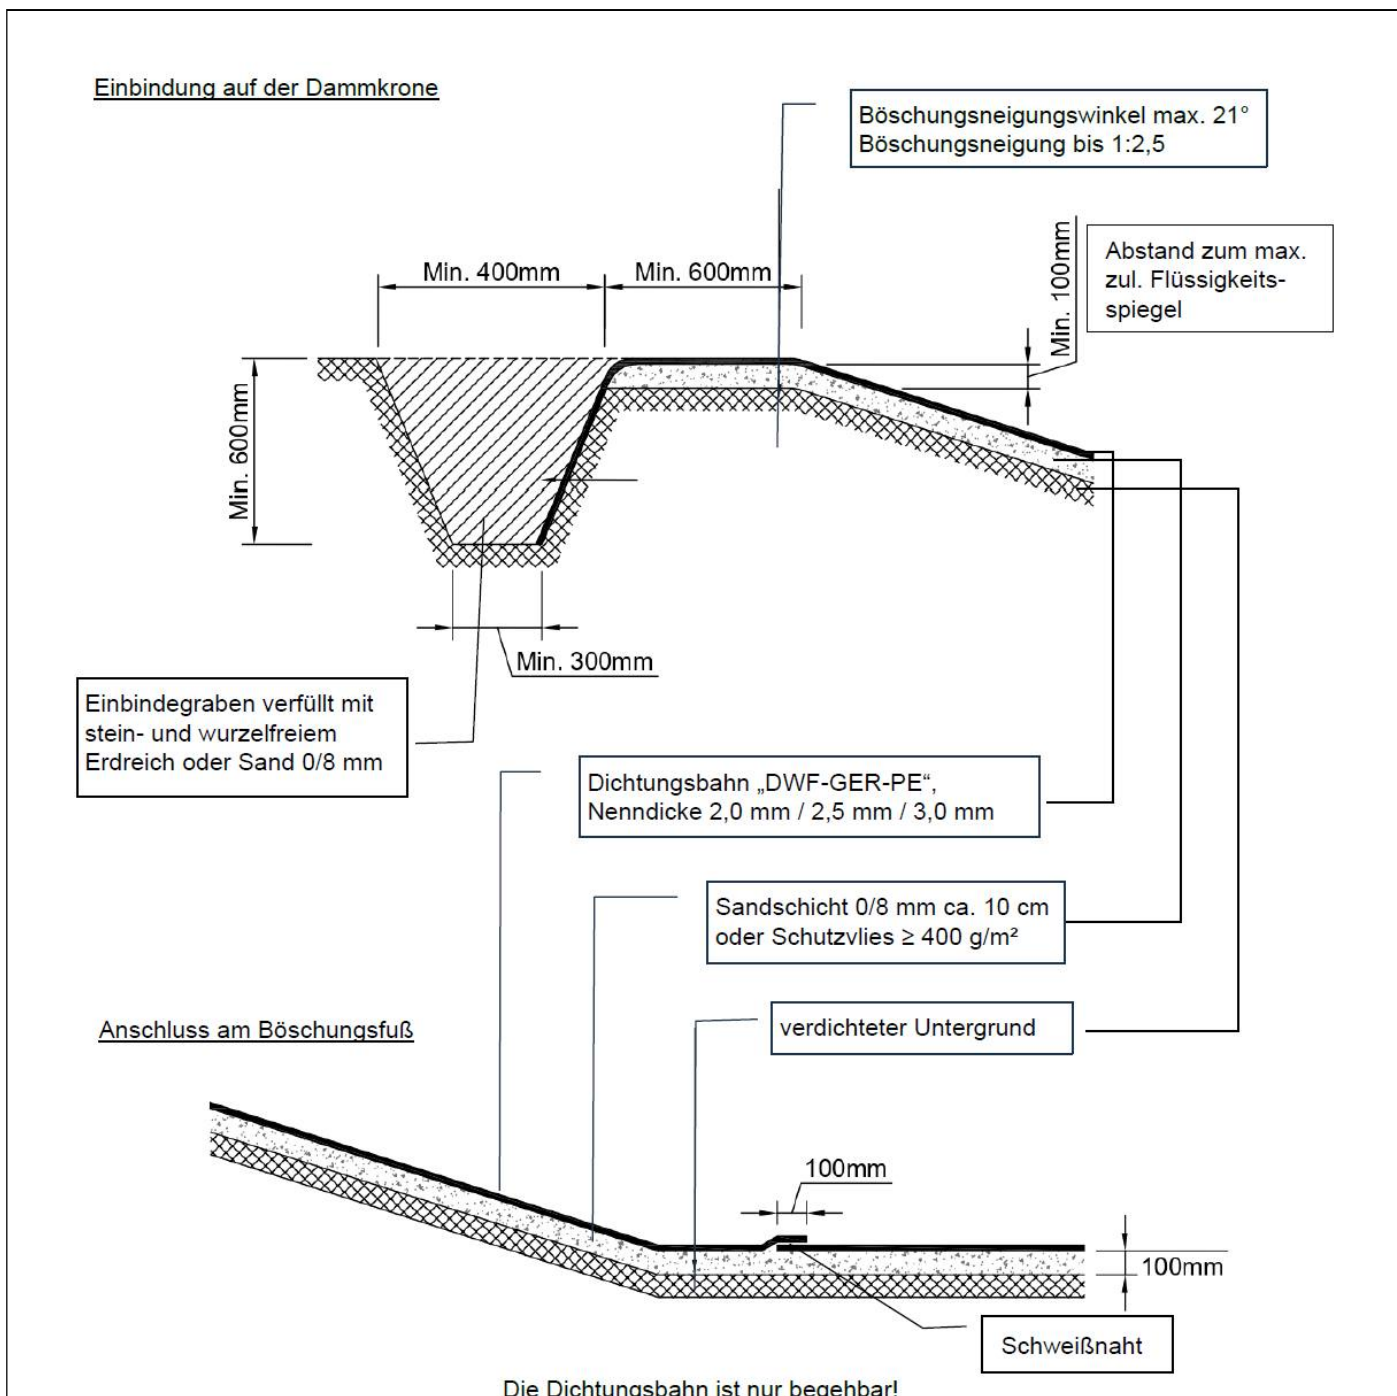 Einbindung auf der Dammkrone
Böschungsneigungswinkel max. 21°
Böschungsneigung bis 1:2,5
Min. 400mm
Min. 600mm
Min. 100mm
Abstand zum max.
zul. Flüssigkeits-
spiegel
Min. 600mm
Min. 300mm
Einbindegraben verfüllt mit
stein- und wurzelfreiem
Erdreich oder Sand 0/8 mm
Dichtungsbahn „DWF-GER-PE“,
Nenndicke 2,0 mm / 2,5 mm / 3,0 mm
Sandschicht 0/8 mm ca. 10 cm
oder Schutzvlies ≥ 400 g/m²
verdichteter Untergrund
Anschluss am Böschungsfuß
100mm
100mm
Schweißnaht
Die Dichtungsbahn ist nur begehbar!